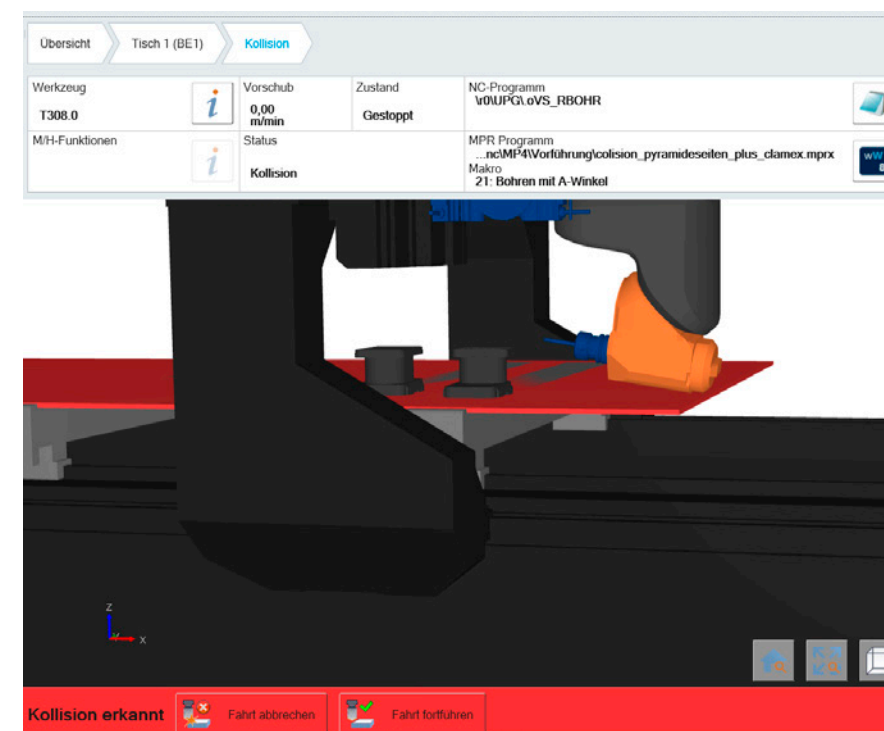 Übersicht
Tisch 1 (BE1)
Kollision
Werkzeug
T308.0
Vorschub
0,00
m/min
Zustand
Gestoppt
NC-Programm
\r0\UPG\.oVS_RBOHR
M/H-Funktionen
Status
Kollision
MPR Programm
...nc\MP4\Vorführung\colision_pyramideseiten_plus_clamex.mprx
Makro
21: Bohren mit A-Winkel
Z
Y
X
Kollision erkannt
Fahrt abbrechen
Fahrt fortführen